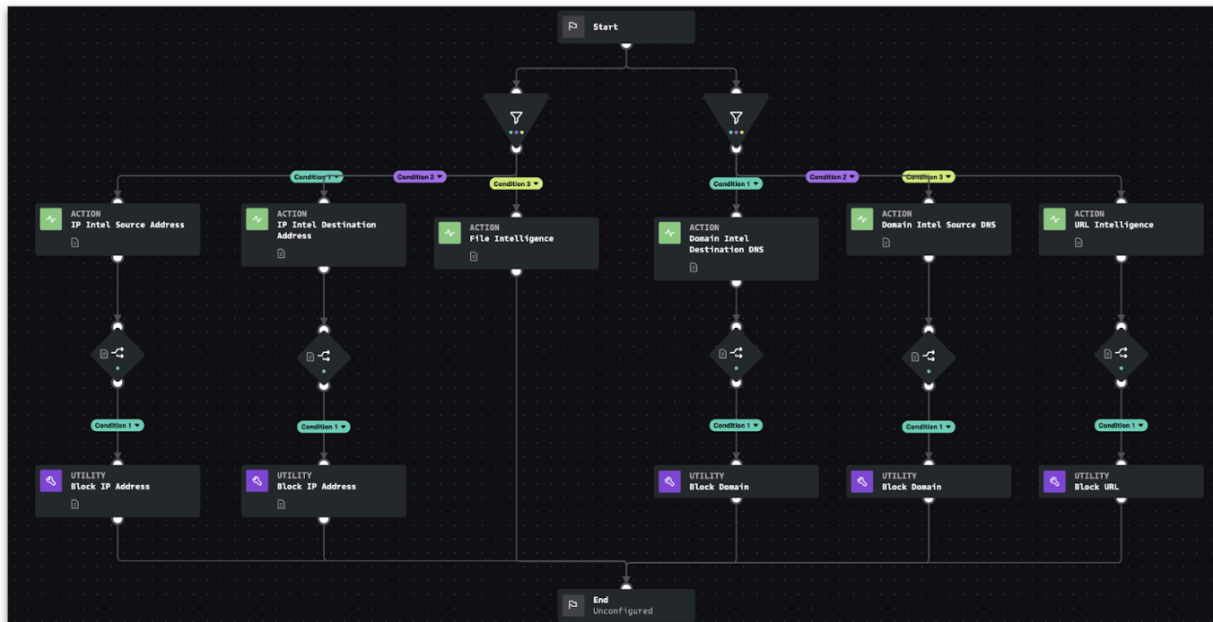 Start
Condition 1
Condition 2
Condition 3
Condition 1
Condition 2
Condition 3
ACTION
IP Intel Source Address
ACTION
IP Intel Destination
Address
ACTION
File Intelligence
ACTION
Domain Intel
Destination DNS
ACTION
Domain Intel Source DNS
ACTION
URL Intelligence
Condition 1
Condition 1
Condition 1
Condition 1
Condition 1
UTILITY
Block IP Address
UTILITY
Block IP Address
UTILITY
Block Domain
UTILITY
Block Domain
UTILITY
Block URL
End
Unconfigured